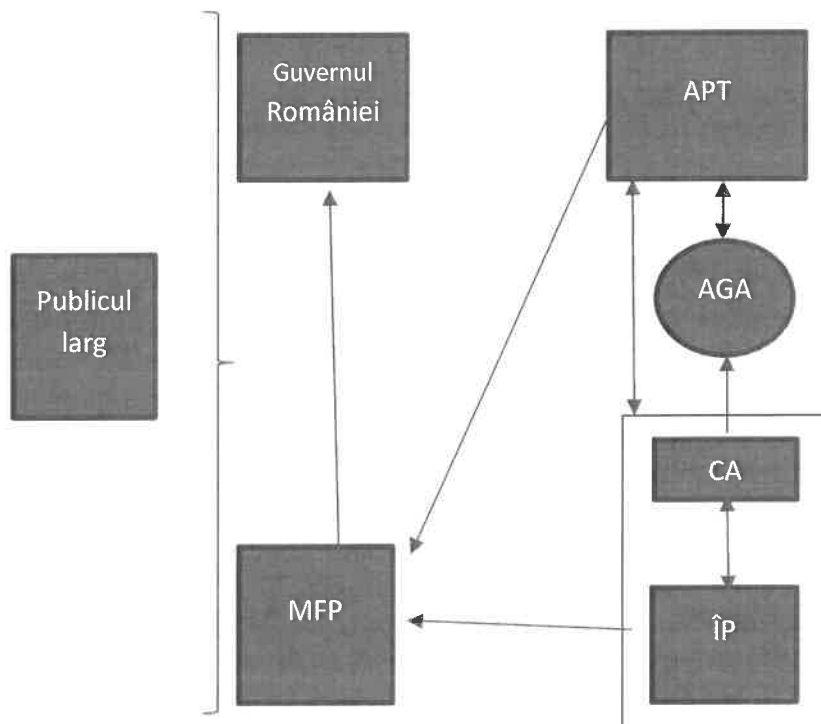 Guvernul
României
APT
Publicul
larg
AGA
CA
MFP
ÎP